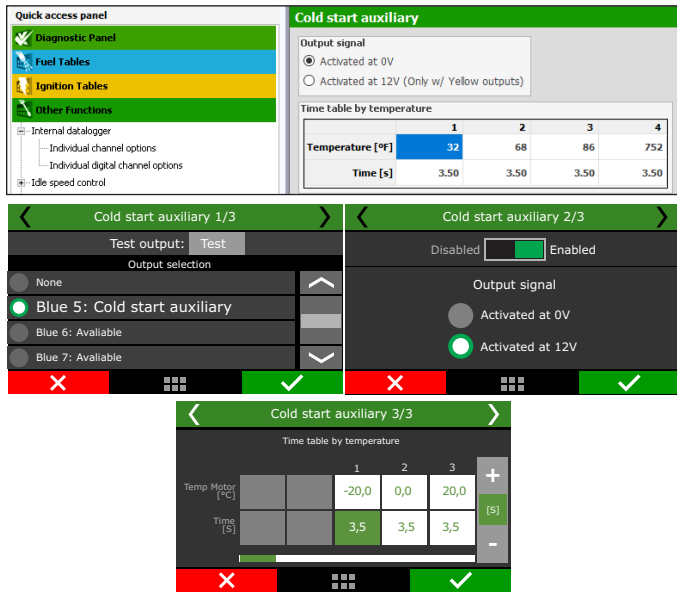 Quick access panel
Diagnostic Panel
Fuel Tables
Ignition Tables
Other Functions
Internal datalogger
Individual channel options
Individual digital channel options
Idle speed control
Cold start auxiliary
Output signal
Activated at 0V
Activated at 12V (Only w/ Yellow outputs)
Time table by temperature
1 2 3 4
Temperature [ºF] 32 68 86 752
Time [s] 3.50 3.50 3.50 3.50
Cold start auxiliary 1/3
Test output: Test
Output selection
None
Blue 5: Cold start auxiliary
Blue 6: Avaliable
Blue 7: Avaliable
Cold start auxiliary 2/3
Disabled Enabled
Output signal
Activated at 0V
Activated at 12V
Cold start auxiliary 3/3
Time table by temperature
1 2 3
Temp Motor
[°C]
-20,0 0,0 20,0
Time
[S]
3,5 3,5 3,5
+
[S]
-